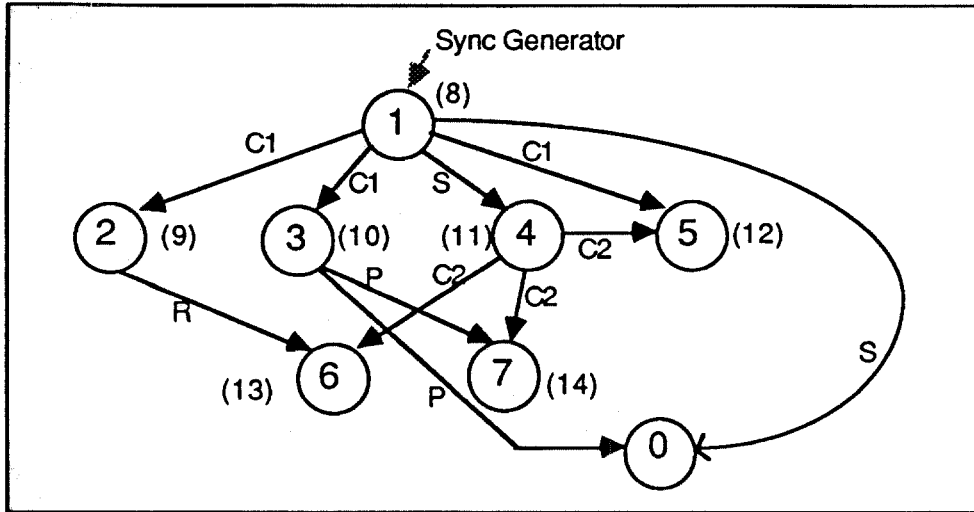 Sync Generator
(8)
1
C1
C1
C1
S
2
(9)
3
(10)
(11)
4
C2
5
(12)
P
C2
C2
R
S
(13)
6
7
(14)
P
0